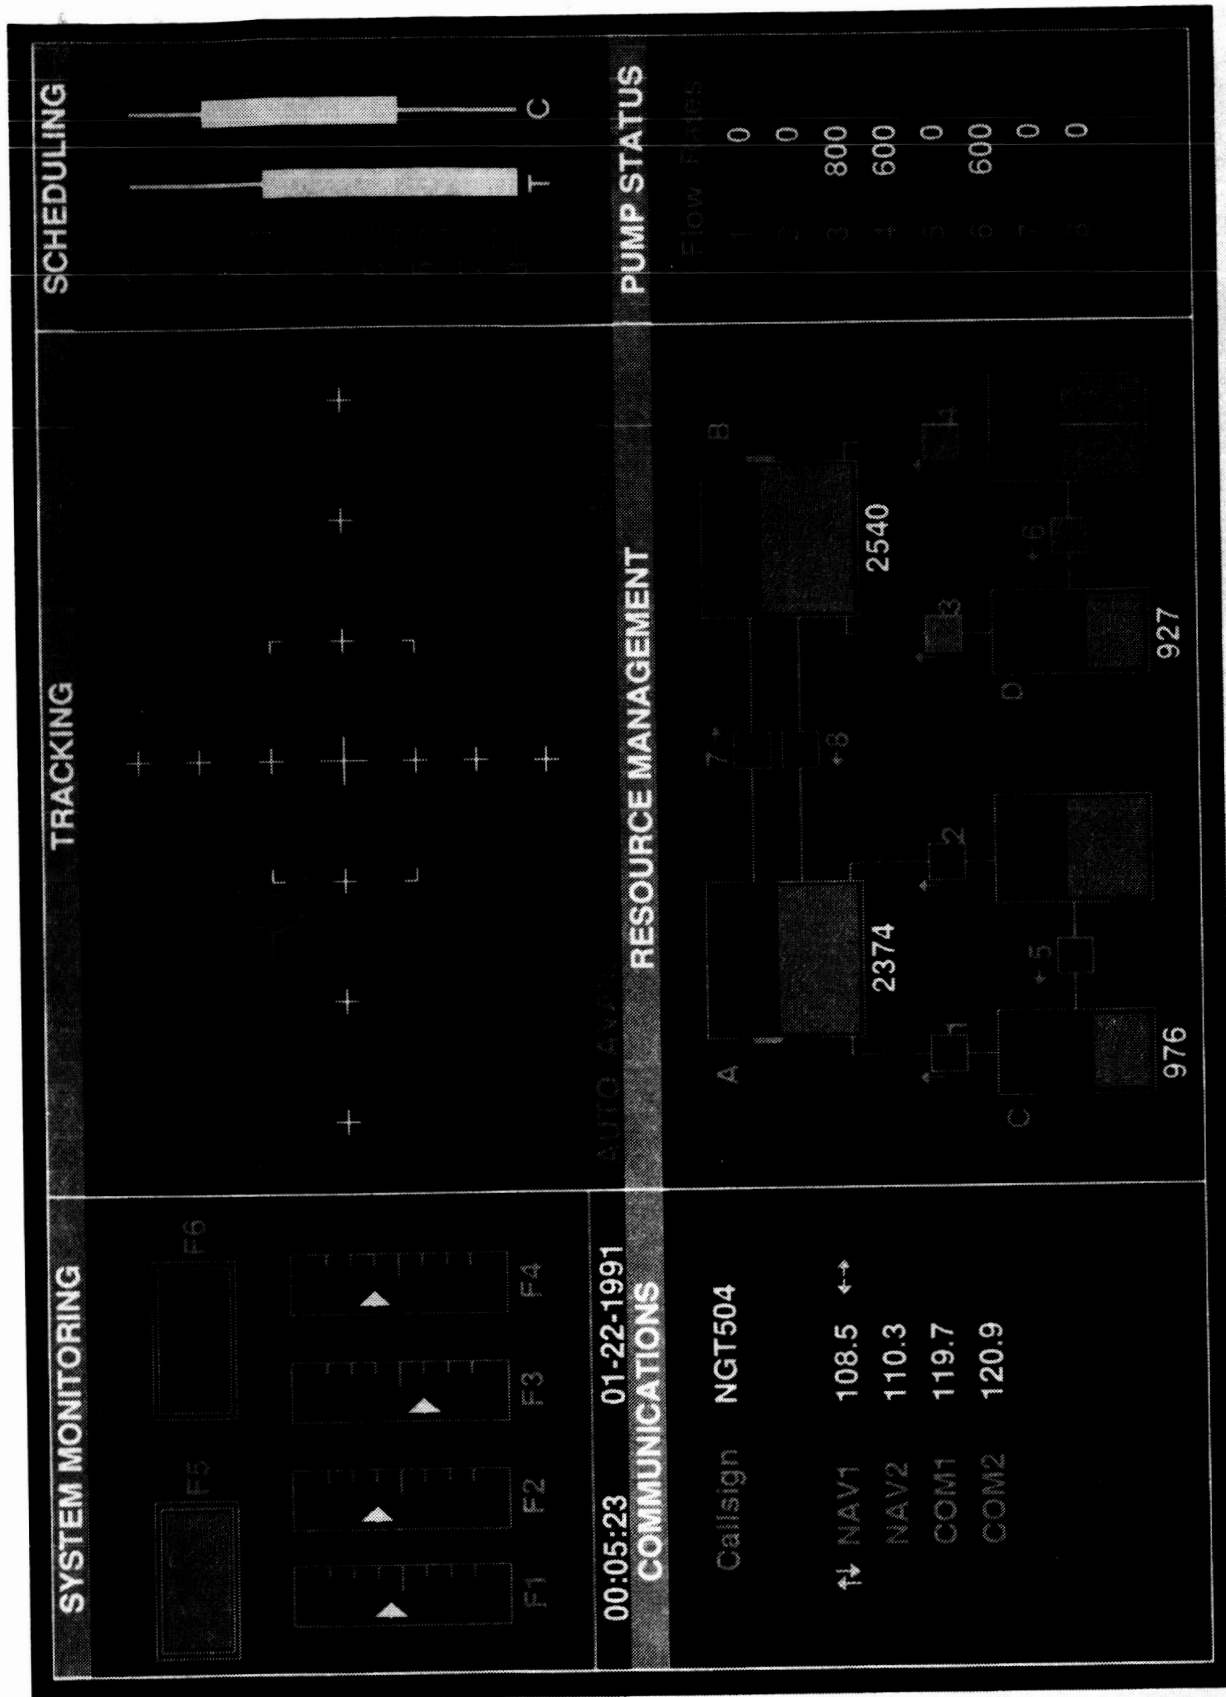 SYSTEM MONITORING
F5
F6
F1
F2
F3
F4
00:05:23
01-22-1991
TRACKING
SCHEDULING
T
C
COMMUNICATIONS
Callsign NGT504
NAV1 108.5
NAV2 110.3
COM1 119.7
COM2 120.9
RESOURCE MANAGEMENT
A
B
7
8
2374
2540
1
2
3
4
C
5
D
6
976
927
PUMP STATUS
Flow Rates
1 0
2 0
3 800
4 600
5 0
6 600
7 0
8 0